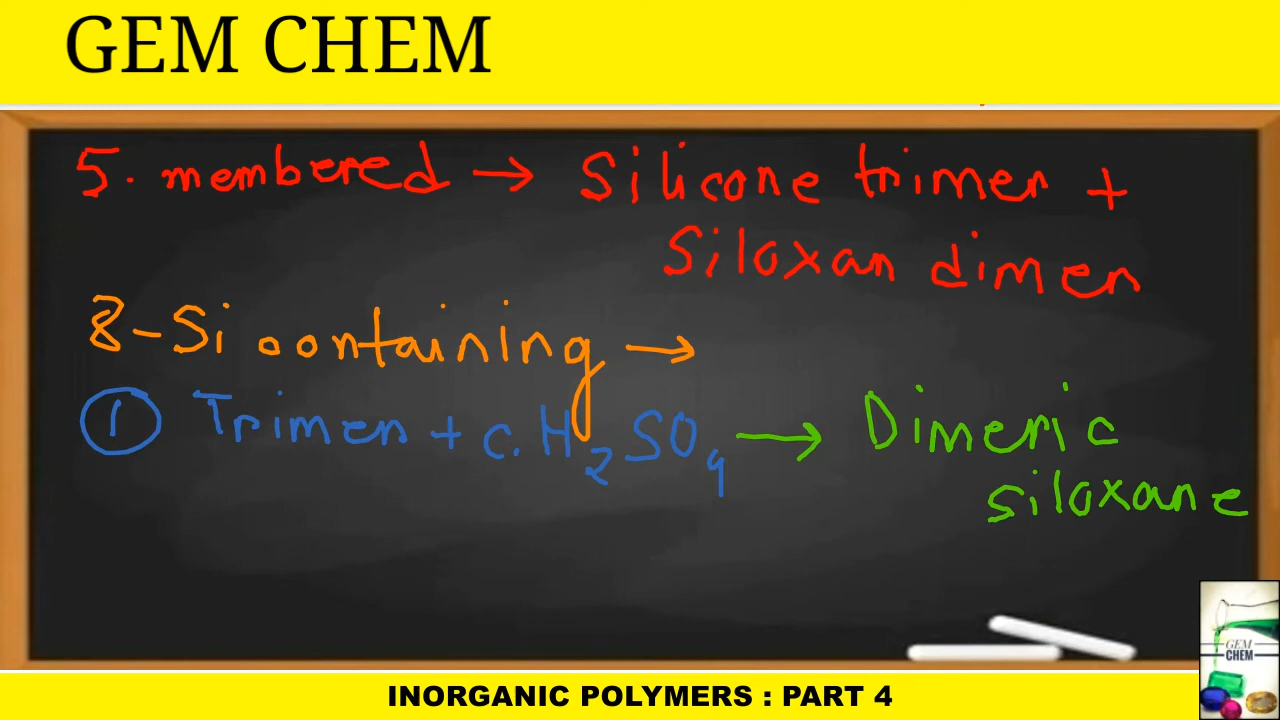 GEM CHEM
5. membered → Silicone trimer +
Siloxan dimer
8-Si containing →
① Trimer + c. H₂SO₄ → Dimeric
siloxane
GEM
CHEM
INORGANIC POLYMERS : PART 4